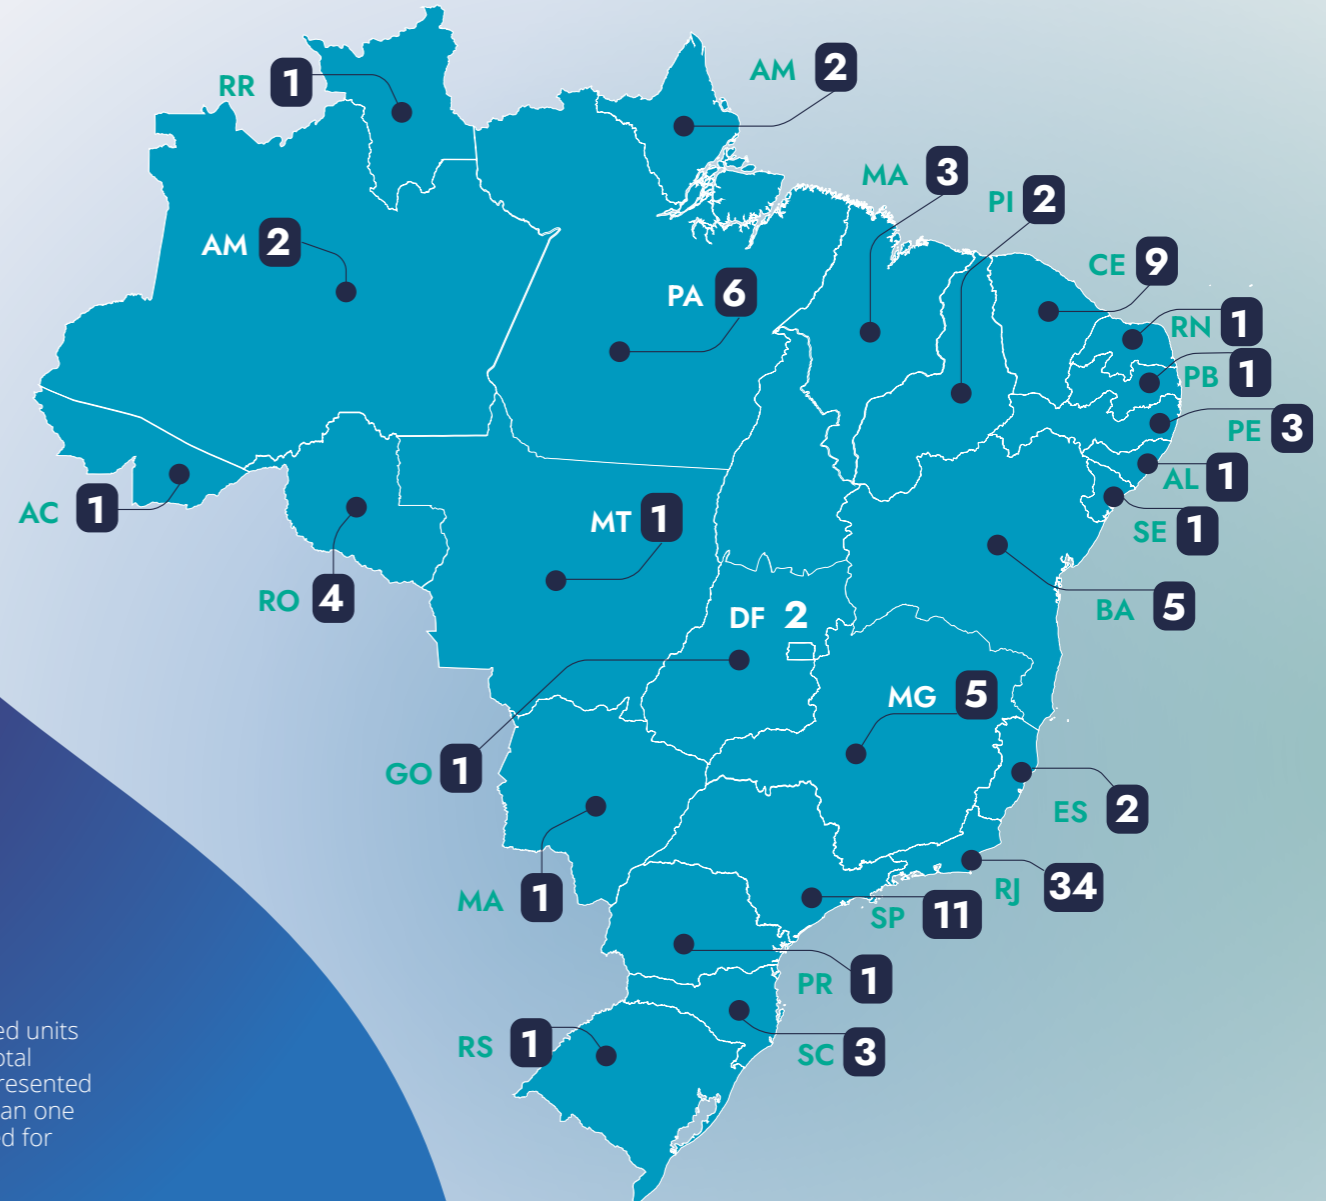 RR 1
AM 2
MA 3
PI 2
AM 2
CE 9
PA 6
RN 1
PB 1
PE 3
AL 1
AC 1
MT 1
SE 1
RO 4
BA 5
DF 2
MG 5
GO 1
ES 2
MA 1
RJ 34
SP 11
PR 1
RS 1
SC 3
ed units
otal
resented
an one
ed for